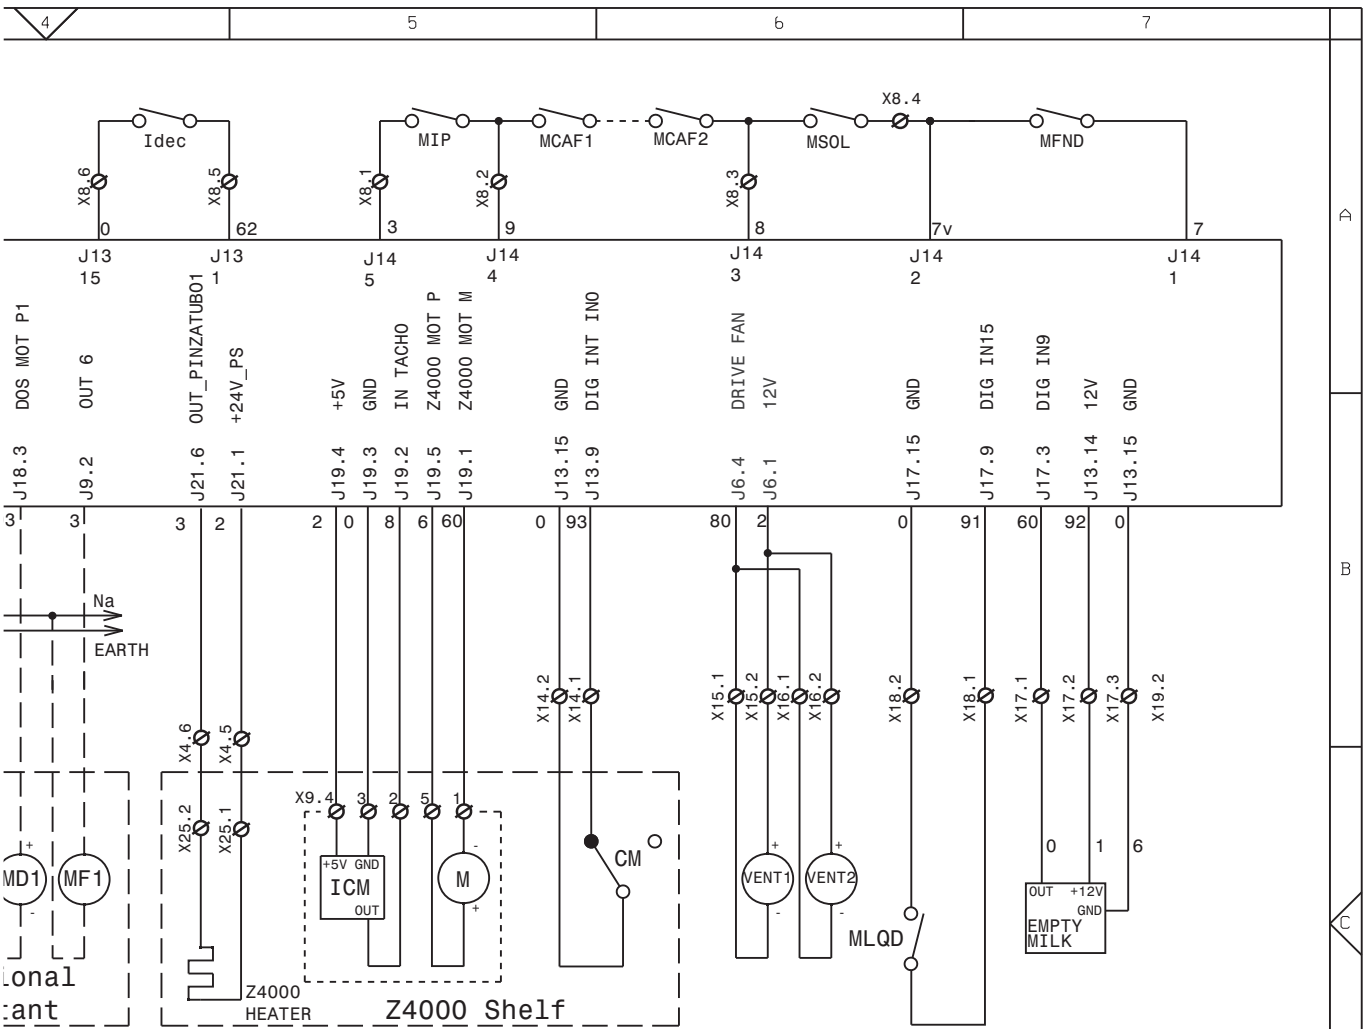 4
5
6
7
X8.4
Idec
MIP
MCAF1
MCAF2
MSOL
MFND
X8.6
X8.5
X8.1
X8.2
X8.3
A
0
62
3
9
8
7v
7
J13
15
J13
1
J14
5
J14
4
J14
3
J14
2
J14
1
DOS MOT P1
OUT 6
OUT_PINZATUBO1
+24V_PS
+5V
GND
IN TACHO
Z4000 MOT P
Z4000 MOT M
GND
DIG INT IN0
DRIVE FAN
12V
GND
DIG IN15
DIG IN9
12V
GND
J18.3
J9.2
J21.6
J21.1
J19.4
J19.3
J19.2
J19.5
J19.1
J13.15
J13.9
J6.4
J6.1
J17.15
J17.9
J17.3
J13.14
J13.15
3
3
3
2
2
0
8
6
60
0
93
80
2
0
91
60
92
0
B
Na
EARTH
X4.6
X4.5
X14.2
X14.1
X15.1
X15.2
X16.1
X16.2
X18.2
X18.1
X17.1
X17.2
X17.3
X19.2
X25.2
X25.1
X9.4
3
2
5
1
+
MD1
-
+
MF1
-
+5V GND
ICM
OUT
-
M
+
CM
+
VENT1
-
+
VENT2
-
MLQD
0
1
6
OUT +12V
GND
EMPTY
MILK
C
ional
tant
Z4000
HEATER
Z4000 Shelf